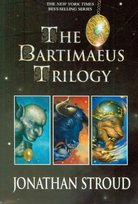 THE NEW YORK TIMES
BEST-SELLING SERIES
THE
BARTIMAEUS
TRILOGY
JONATHAN STROUD